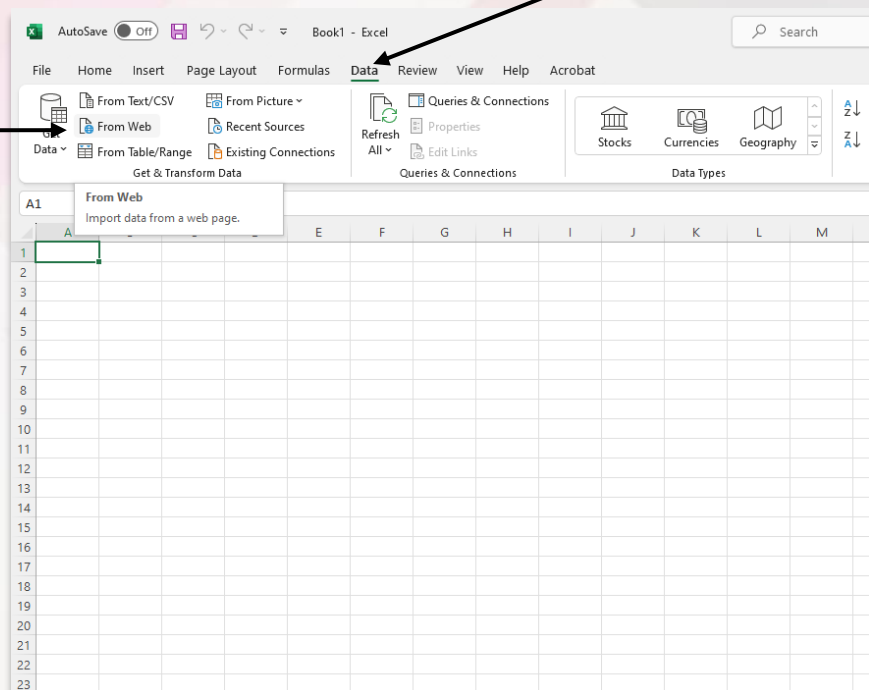 AutoSave Off Book1 - Excel Search
File Home Insert Page Layout Formulas Data Review View Help Acrobat
From Text/CSV From Picture Queries & Connections
From Web Recent Sources Properties
Get Data From Table/Range Existing Connections Refresh All Edit Links Stocks Currencies Geography
Get & Transform Data Queries & Connections Data Types
A1
From Web
Import data from a web page.
A E F G H I J K L M
1
2
3
4
5
6
7
8
9
10
11
12
13
14
15
16
17
18
19
20
21
22
23